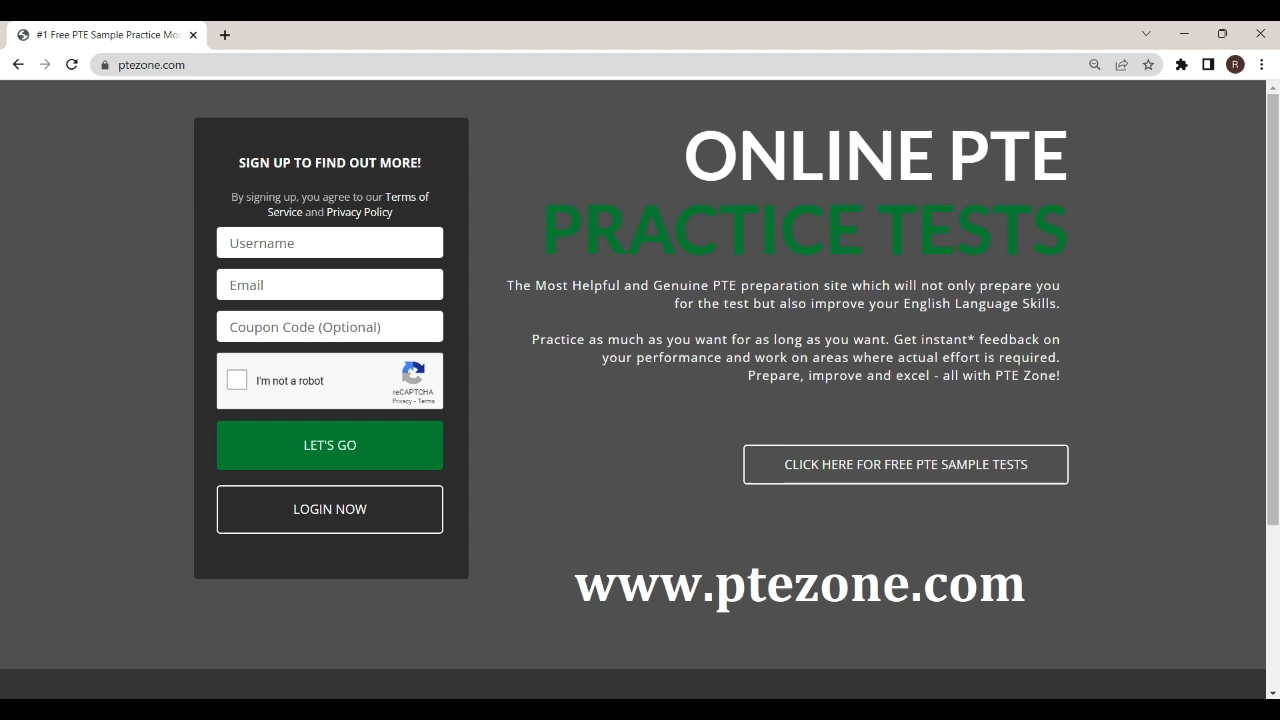 #1 Free PTE Sample Practice Moc
ptezone.com
R
SIGN UP TO FIND OUT MORE!
By signing up, you agree to our Terms of
Service and Privacy Policy
Username
Email
Coupon Code (Optional)
I'm not a robot
reCAPTCHA
Privacy - Terms
LET'S GO
LOGIN NOW
ONLINE PTE
PRACTICE TESTS
The Most Helpful and Genuine PTE preparation site which will not only prepare you
for the test but also improve your English Language Skills.
Practice as much as you want for as long as you want. Get instant* feedback on
your performance and work on areas where actual effort is required.
Prepare, improve and excel - all with PTE Zone!
CLICK HERE FOR FREE PTE SAMPLE TESTS
www.ptezone.com